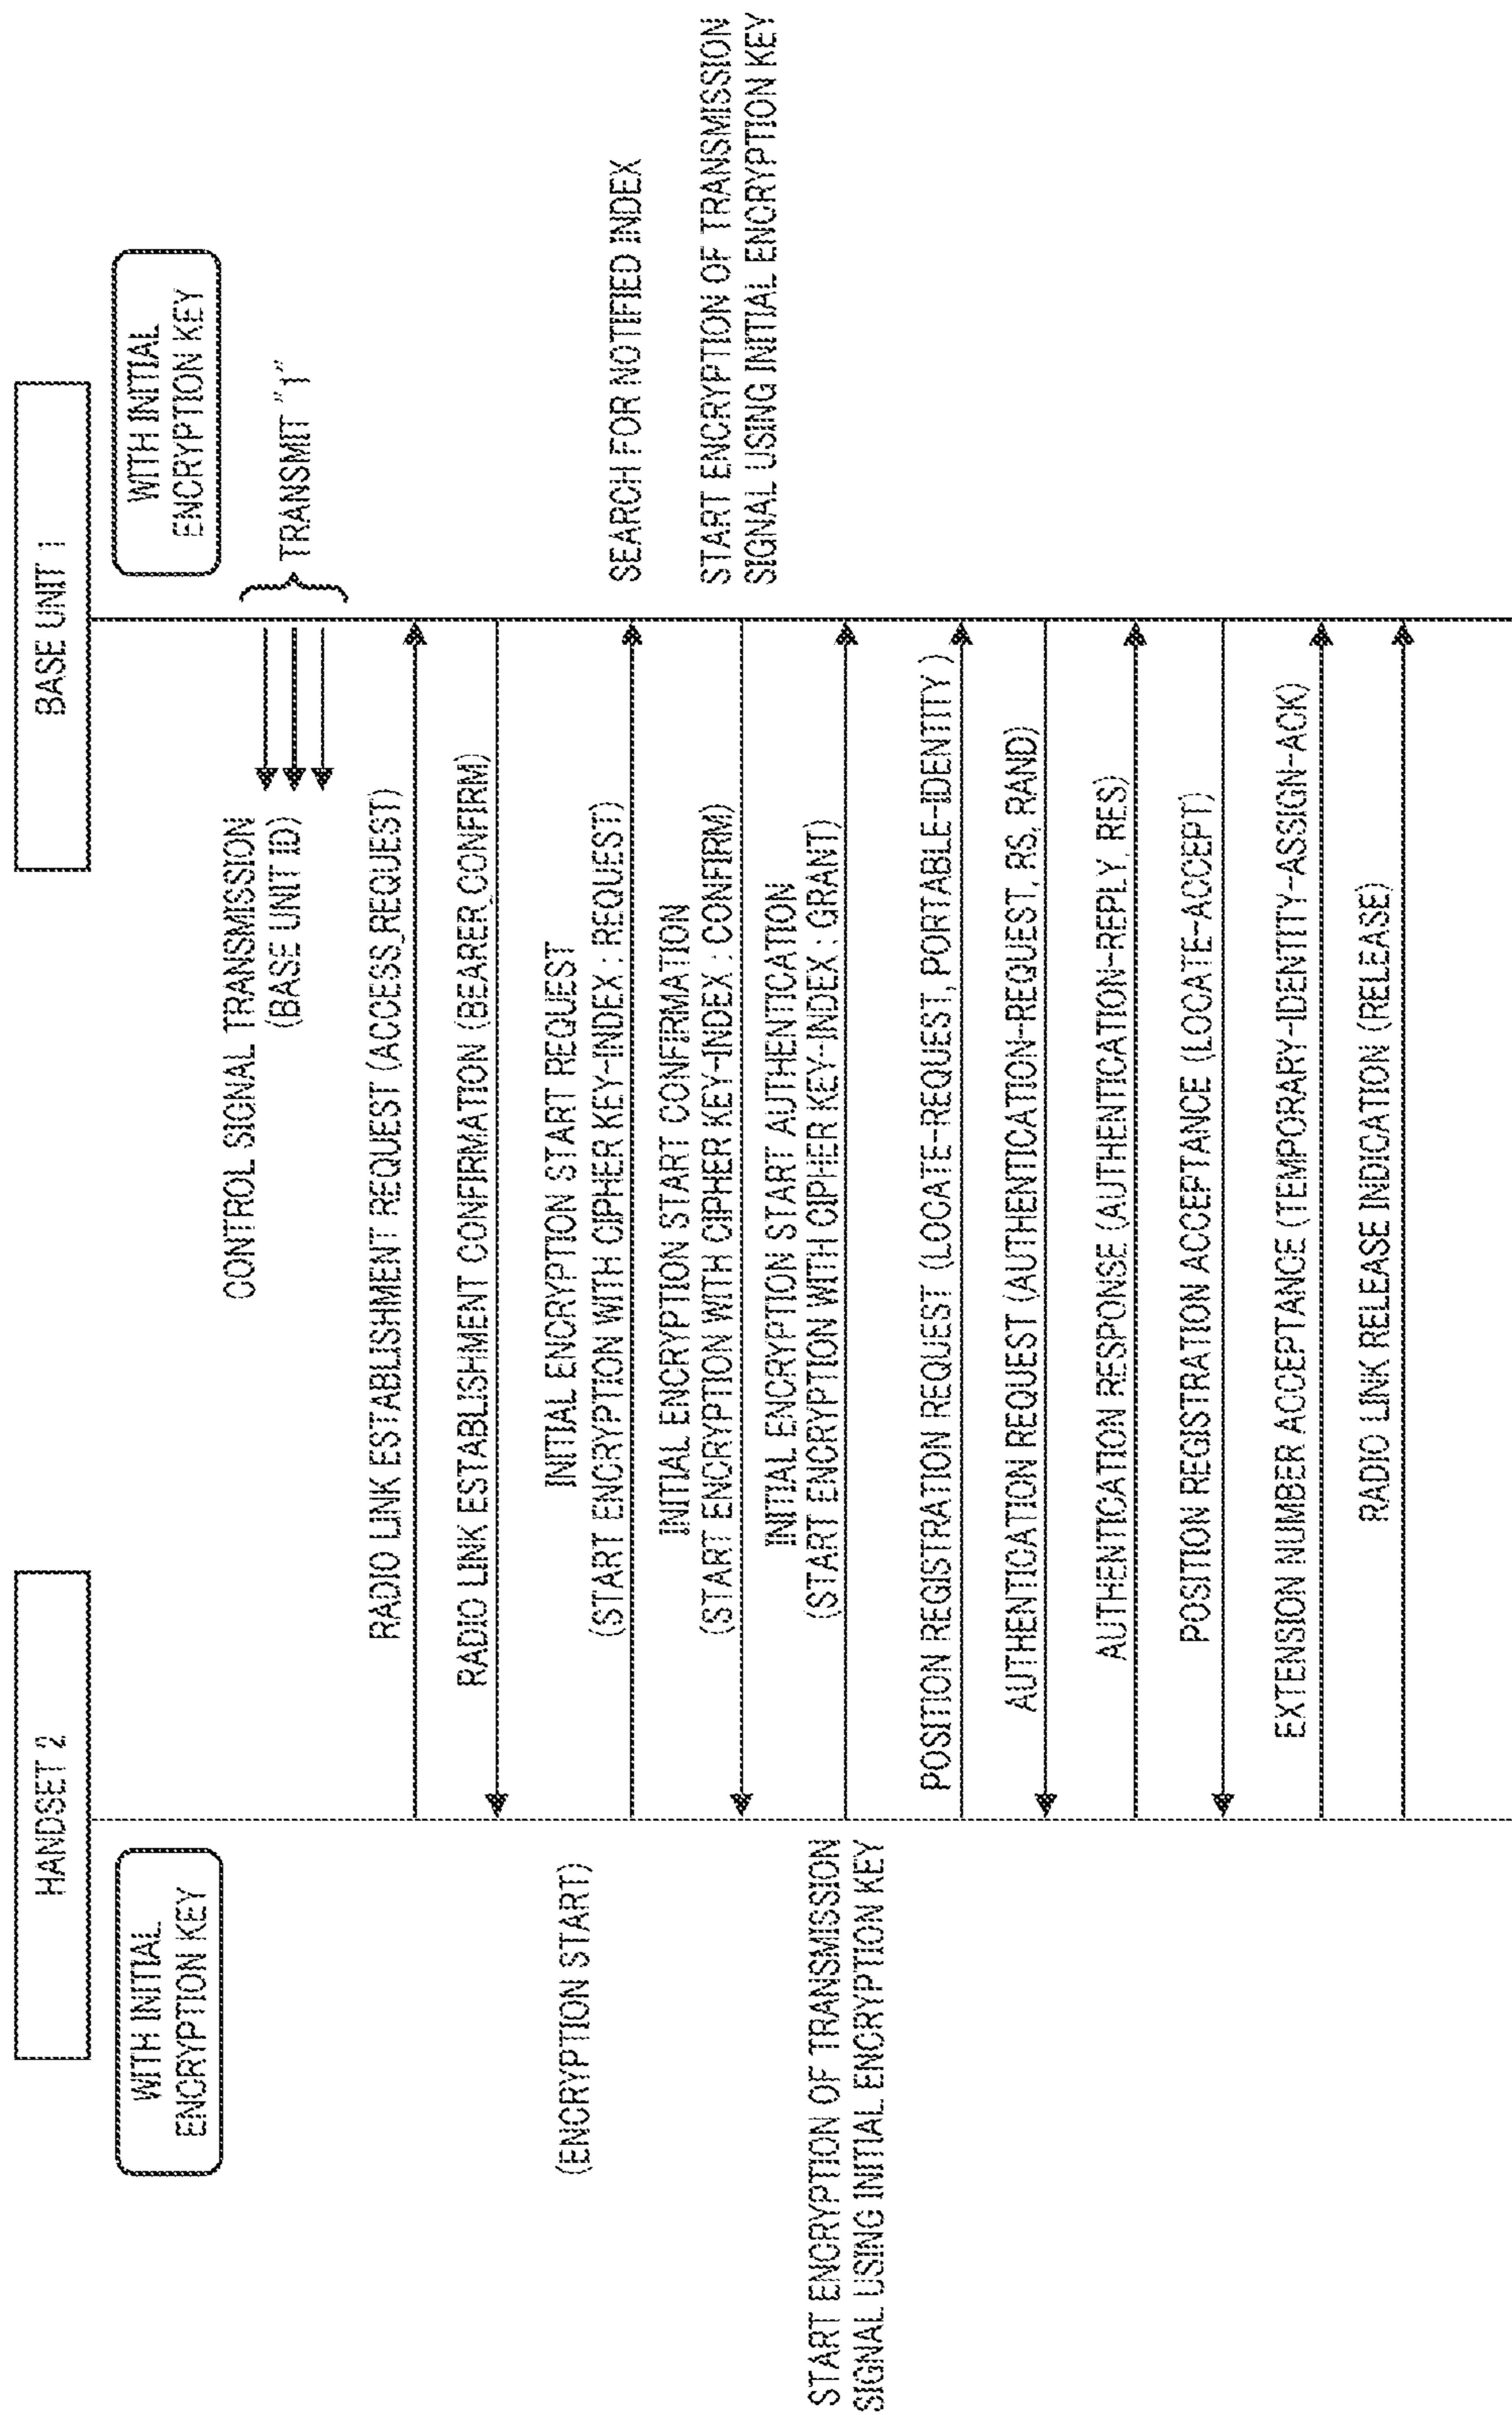 HANDSET 2
BASE UNIT 1
WITH INITIAL
ENCRYPTION KEY
WITH INITIAL
ENCRYPTION KEY
CONTROL SIGNAL TRANSMISSION
(BASE UNIT ID)
TRANSMIT "1"
RADIO LINK ESTABLISHMENT REQUEST (ACCESS_REQUEST)
RADIO LINK ESTABLISHMENT CONFIRMATION (BEARER_CONFIRM)
(ENCRYPTION START)
INITIAL ENCRYPTION START REQUEST
(START ENCRYPTION WITH CIPHER KEY-INDEX : REQUEST)
SEARCH FOR NOTIFIED INDEX
INITIAL ENCRYPTION START CONFIRMATION
(START ENCRYPTION WITH CIPHER KEY-INDEX : CONFIRM)
START ENCRYPTION OF TRANSMISSION
SIGNAL USING INITIAL ENCRYPTION KEY
INITIAL ENCRYPTION START AUTHENTICATION
(START ENCRYPTION WITH CIPHER KEY-INDEX : GRANT)
START ENCRYPTION OF TRANSMISSION
SIGNAL USING INITIAL ENCRYPTION KEY
POSITION REGISTRATION REQUEST (LOCATE-REQUEST, PORTABLE-IDENTITY )
AUTHENTICATION REQUEST (AUTHENTICATION-REQUEST, RS, RAND)
AUTHENTICATION RESPONSE (AUTHENTICATION-REPLY, RES)
POSITION REGISTRATION ACCEPTANCE (LOCATE-ACCEPT)
EXTENSION NUMBER ACCEPTANCE (TEMPORARY-IDENTITY-ASSIGN-ACK)
RADIO LINK RELEASE INDICATION (RELEASE)